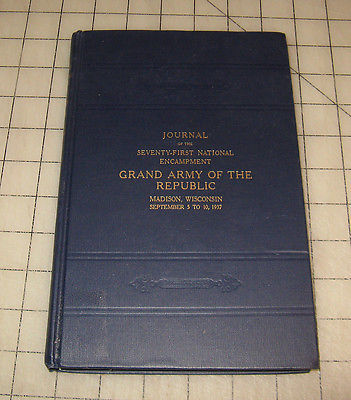 JOURNAL
OF THE
SEVENTY-FIRST NATIONAL
ENCAMPMENT
GRAND ARMY OF THE
REPUBLIC
MADISON, WISCONSIN
SEPTEMBER 5 TO 10, 1937